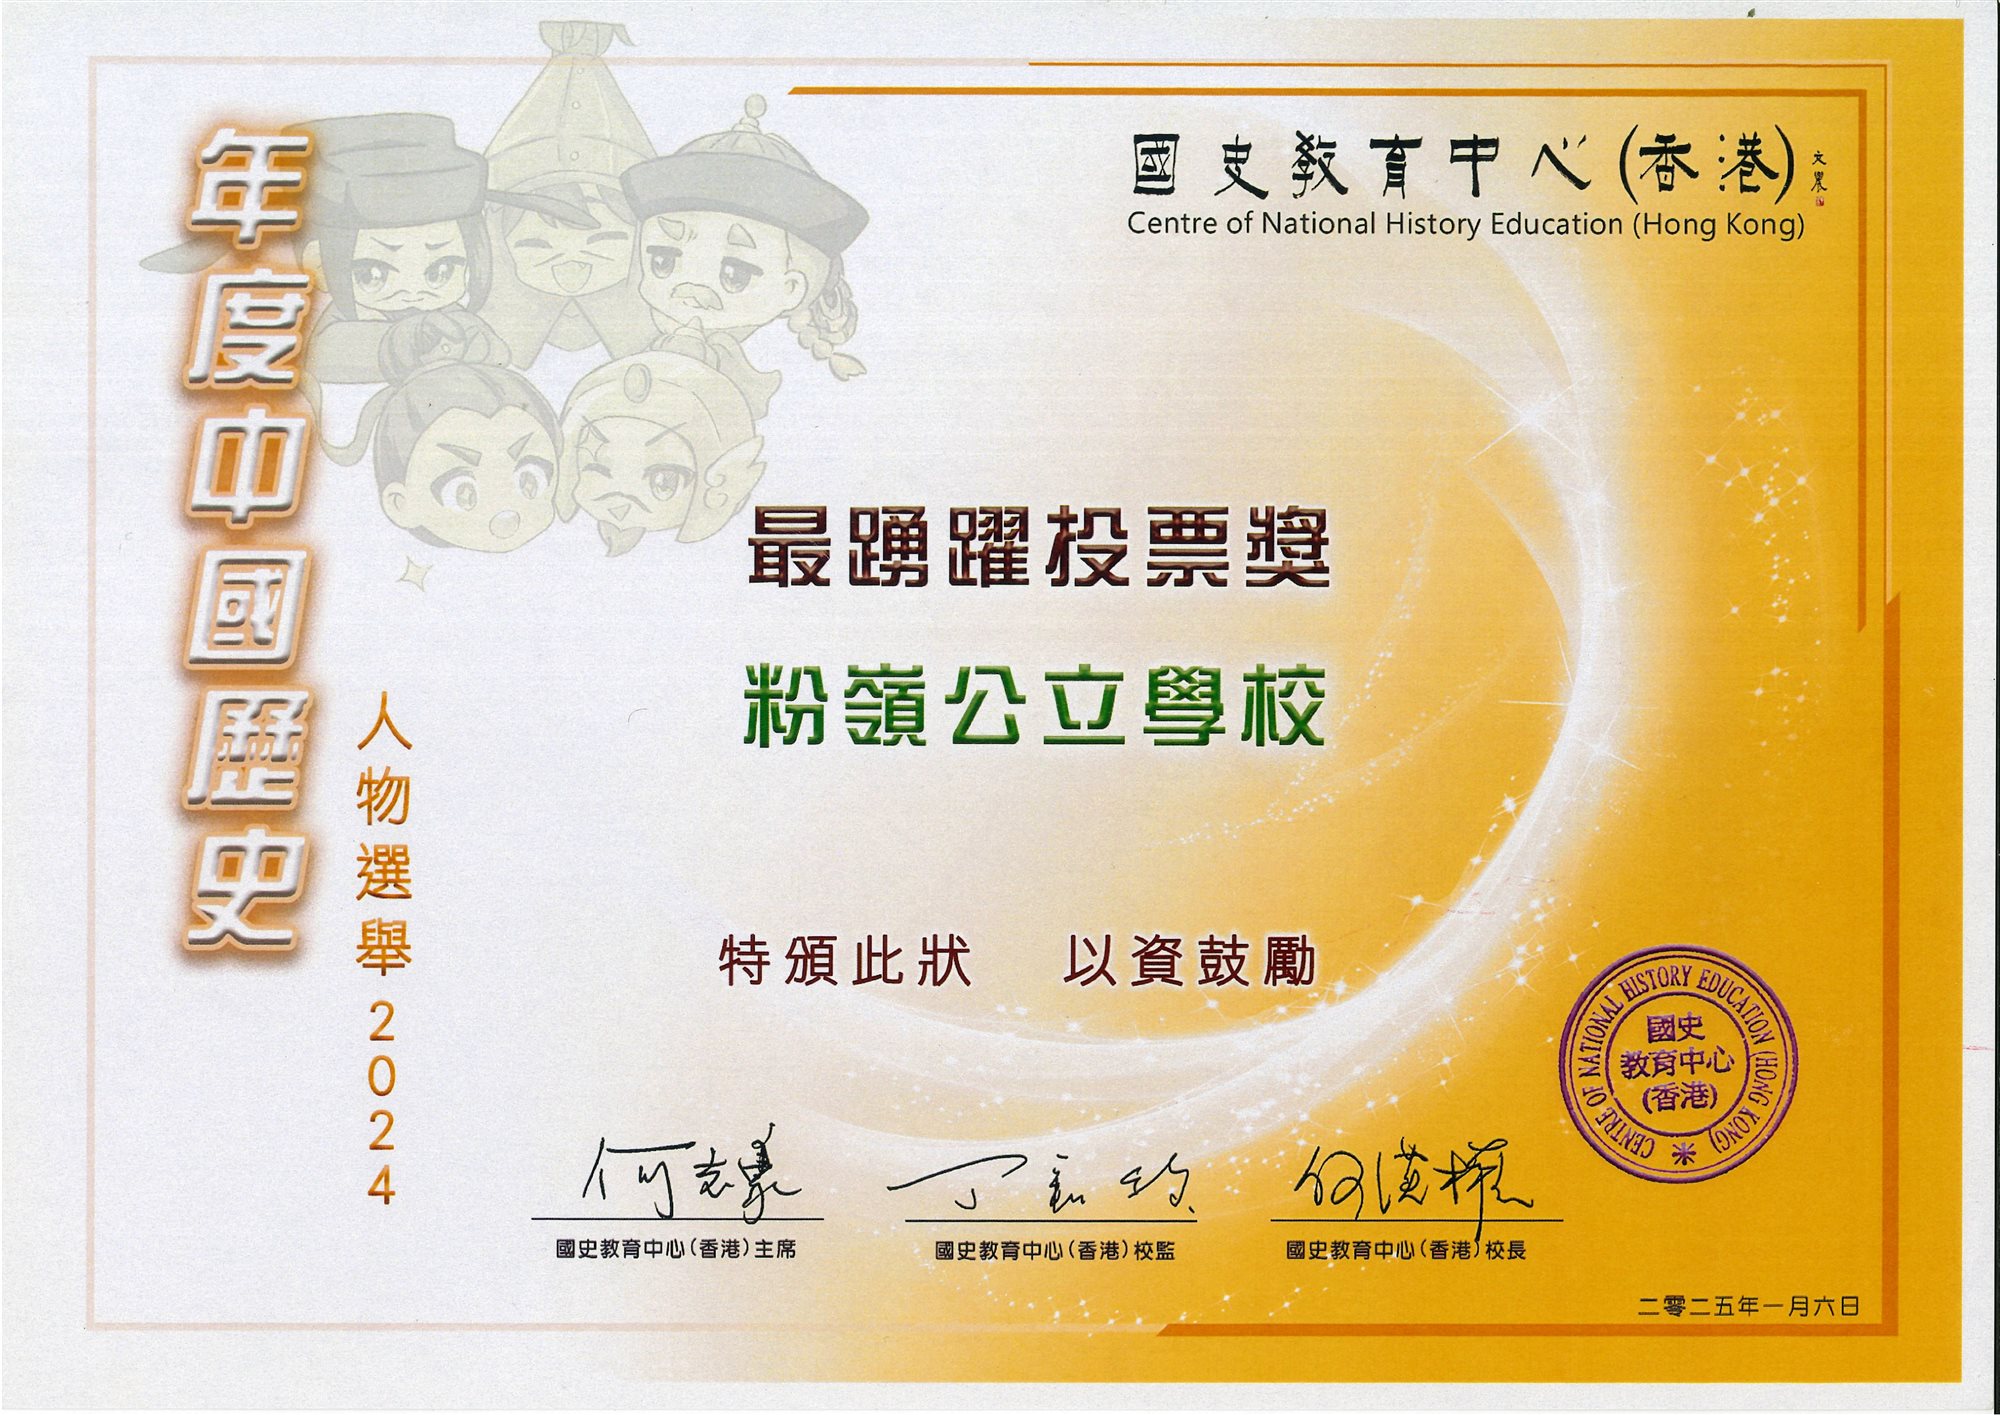 年度中國歷史
人物選舉2024
國史教育中心(香港)
Centre of National History Education (Hong Kong)
最踴躍投票獎
粉嶺公立學校
特頒此狀 以資鼓勵
國史教育中心(香港)主席
國史教育中心(香港)校監
國史教育中心(香港)校長
CENTRE OF NATIONAL HISTORY EDUCATION (HONG KONG)
國史
教育中心
(香港)
二零二五年一月六日